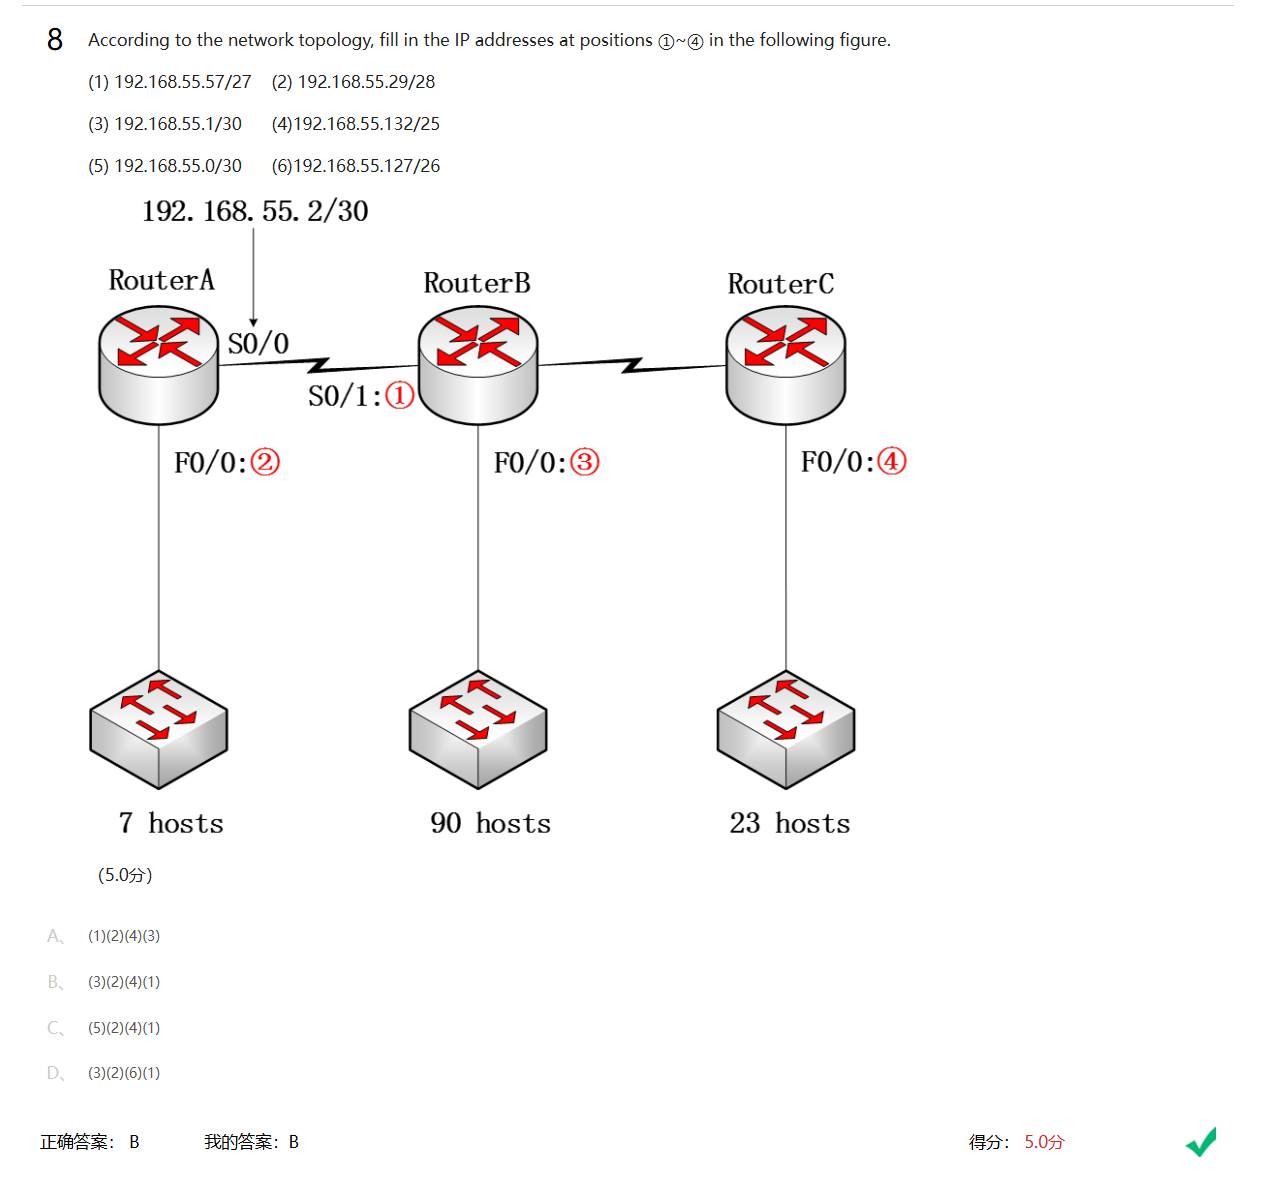 8 According to the network topology, fill in the IP addresses at positions ①~④ in the following figure.
(1) 192.168.55.57/27 (2) 192.168.55.29/28
(3) 192.168.55.1/30 (4)192.168.55.132/25
(5) 192.168.55.0/30 (6)192.168.55.127/26
192.168.55.2/30
RouterA RouterB RouterC
S0/0
S0/1:①
F0/0:② F0/0:③ F0/0:④
7 hosts 90 hosts 23 hosts
(5.0分)
A、 (1)(2)(4)(3)
B、 (3)(2)(4)(1)
C、 (5)(2)(4)(1)
D、 (3)(2)(6)(1)
正确答案： B 我的答案：B 得分： 5.0分